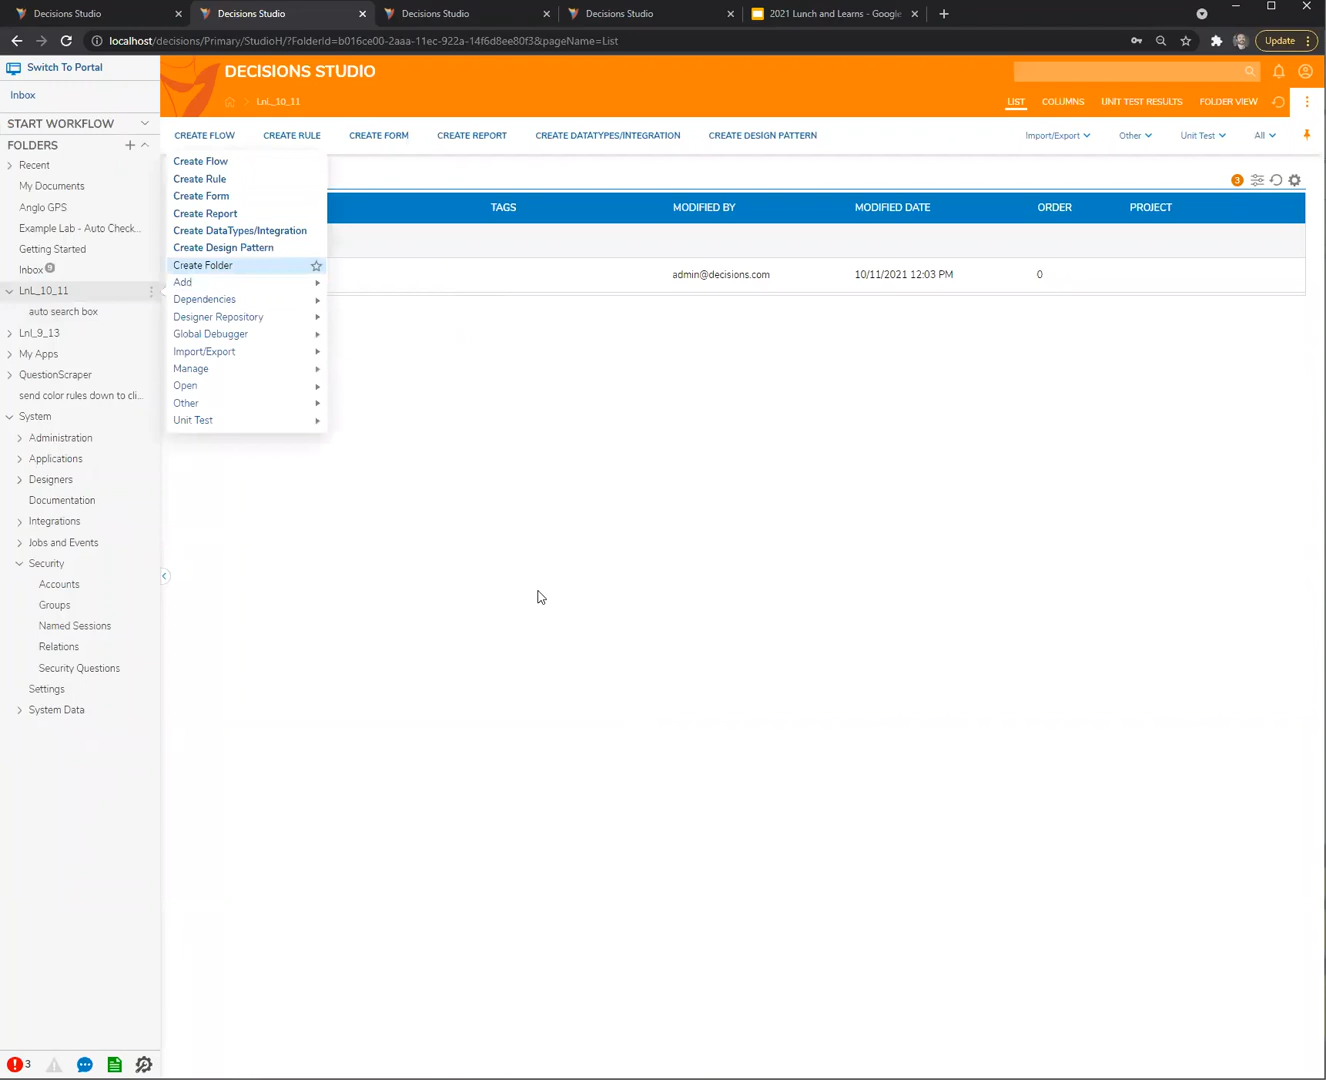 Decisions Studio
Decisions Studio
Decisions Studio
Decisions Studio
2021 Lunch and Learns - Google
localhost/decisions/Primary/StudioH/?FolderId=b016ce00-2aaa-11ec-922a-14f6d8ee80f3&pageName=List
Update
Switch To Portal
DECISIONS STUDIO
Inbox
LnL_10_11
LIST
COLUMNS
UNIT TEST RESULTS
FOLDER VIEW
START WORKFLOW
FOLDERS
CREATE FLOW
CREATE RULE
CREATE FORM
CREATE REPORT
CREATE DATATYPES/INTEGRATION
CREATE DESIGN PATTERN
Import/Export
Other
Unit Test
All
Recent
My Documents
Anglo GPS
Example Lab - Auto Check...
Getting Started
Inbox 9
LnL_10_11
auto search box
Lnl_9_13
My Apps
QuestionScraper
send color rules down to cli...
System
Administration
Applications
Designers
Documentation
Integrations
Jobs and Events
Security
Accounts
Groups
Named Sessions
Relations
Security Questions
Settings
System Data
Create Flow
Create Rule
Create Form
Create Report
Create DataTypes/Integration
Create Design Pattern
Create Folder
Add
Dependencies
Designer Repository
Global Debugger
Import/Export
Manage
Open
Other
Unit Test
3
TAGS
MODIFIED BY
MODIFIED DATE
ORDER
PROJECT
admin@decisions.com
10/11/2021 12:03 PM
0
3